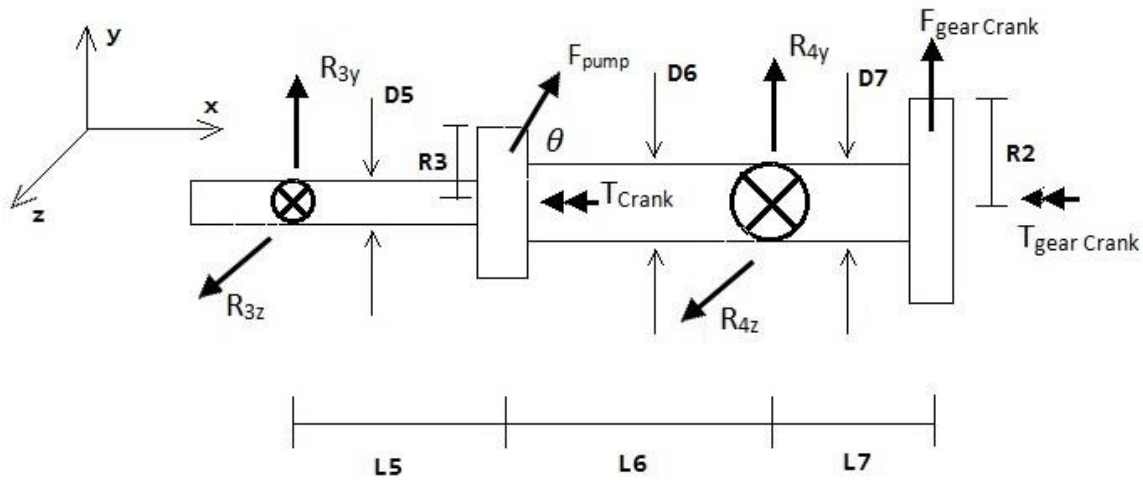 y
x
z
R3y
D5
R3
Fpump
θ
TCrank
D6
R4y
D7
Fgear Crank
R2
Tgear Crank
R3z
R4z
L5
L6
L7